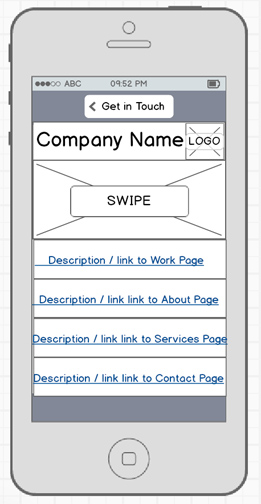 ABC 09:52 PM
Get in Touch
Company Name LOGO
SWIPE
Description / link to Work Page
Description / link link to About Page
Description / link link to Services Page
Description / link link to Contact Page